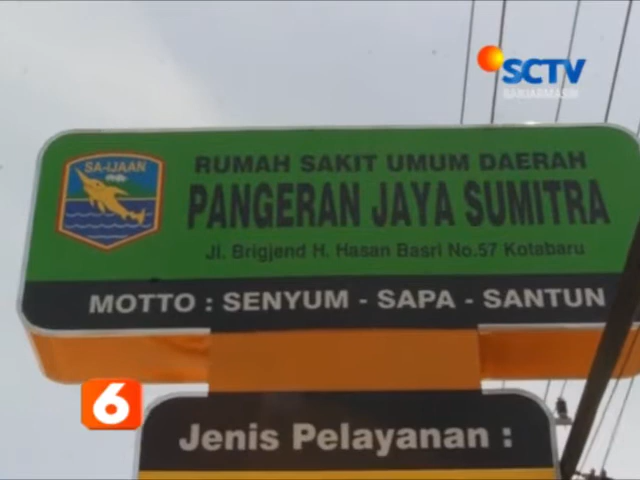 SCTV
BANJARMASIN
SA-IJAAN
RUMAH SAKIT UMUM DAERAH
PANGERAN JAYA SUMITRA
Jl. Brigjend H. Hasan Basri No.57 Kotabaru
MOTTO : SENYUM - SAPA - SANTUN
6
Jenis Pelayanan :